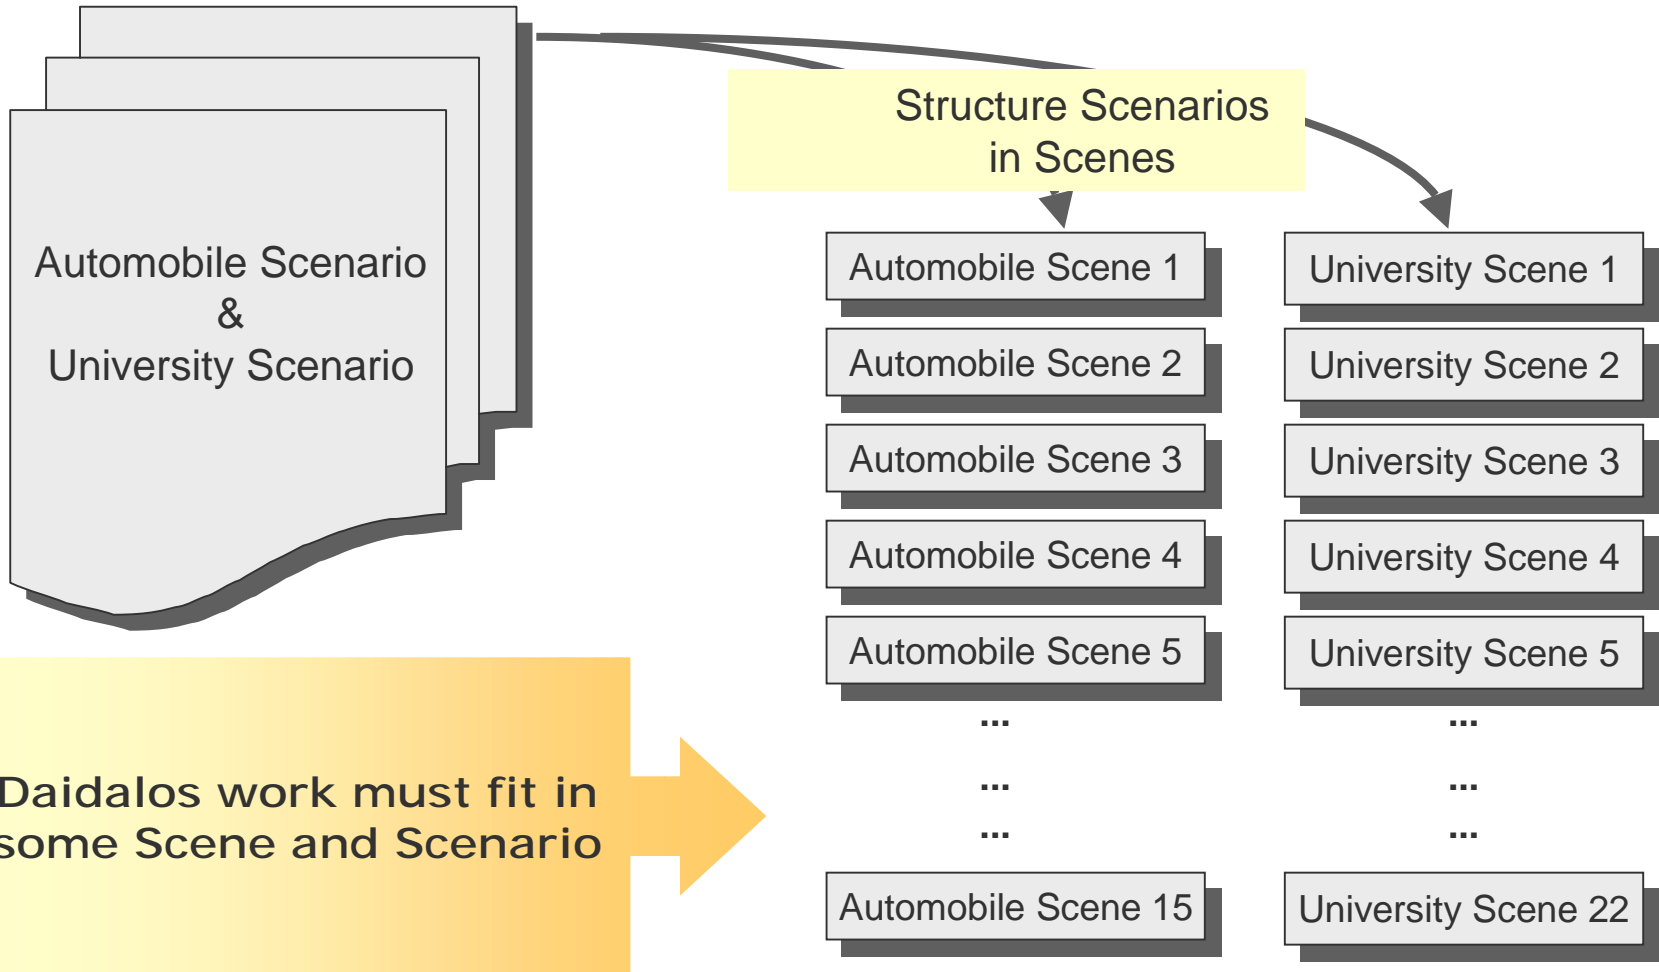 Automobile Scenario
&
University Scenario
Structure Scenarios
in Scenes
Automobile Scene 1
Automobile Scene 2
Automobile Scene 3
Automobile Scene 4
Automobile Scene 5
...
...
...
Automobile Scene 15
University Scene 1
University Scene 2
University Scene 3
University Scene 4
University Scene 5
...
...
...
University Scene 22
Daidalos work must fit in
some Scene and Scenario